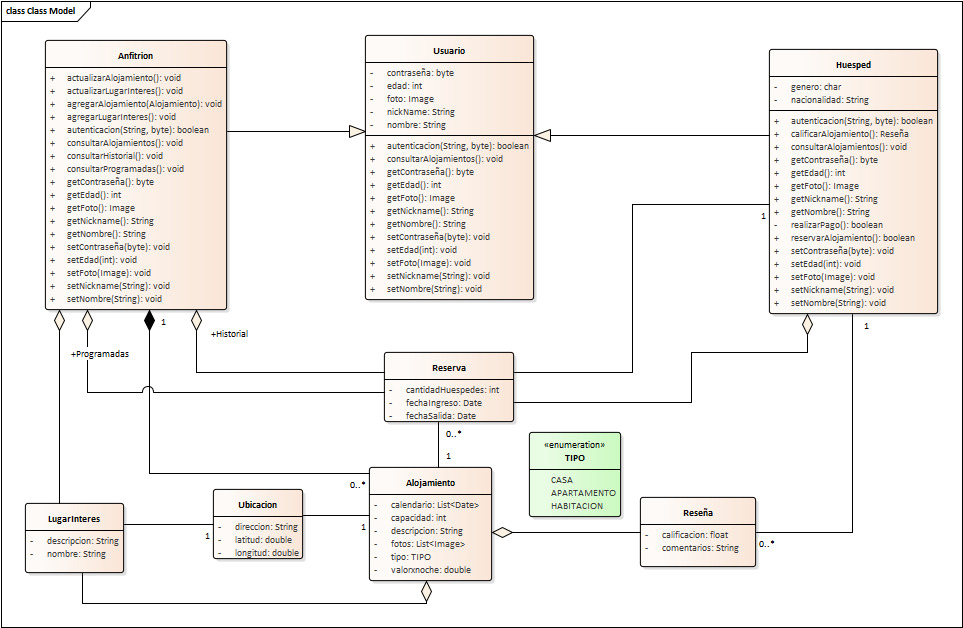 class Class Model
Anfitrion
+ actualizarAlojamiento(): void
+ actualizarLugarInteres(): void
+ agregarAlojamiento(Alojamiento): void
+ agregarLugarInteres(): void
+ autenticacion(String, byte): boolean
+ consultarAlojamientos(): void
+ consultarHistorial(): void
+ consultarProgramadas(): void
+ getContraseña(): byte
+ getEdad(): int
+ getFoto(): Image
+ getNickname(): String
+ getNombre(): String
+ setContraseña(byte): void
+ setEdad(int): void
+ setFoto(Image): void
+ setNickname(String): void
+ setNombre(String): void
Usuario
- contraseña: byte
- edad: int
- foto: Image
- nickName: String
- nombre: String
+ autenticacion(String, byte): boolean
+ consultarAlojamientos(): void
+ getContraseña(): byte
+ getEdad(): int
+ getFoto(): Image
+ getNickname(): String
+ getNombre(): String
+ setContraseña(byte): void
+ setEdad(int): void
+ setFoto(Image): void
+ setNickname(String): void
+ setNombre(String): void
Huesped
- genero: char
- nacionalidad: String
+ autenticacion(String, byte): boolean
+ calificarAlojamiento(): Reseña
+ consultarAlojamientos(): void
+ getContraseña(): byte
+ getEdad(): int
+ getFoto(): Image
+ getNickname(): String
+ getNombre(): String
- realizarPago(): boolean
+ reservarAlojamiento(): boolean
+ setContraseña(byte): void
+ setEdad(int): void
+ setFoto(Image): void
+ setNickname(String): void
+ setNombre(String): void
1
1
1
+Historial
+Programadas
Reserva
- cantidadHuespedes: int
- fechaIngreso: Date
- fechaSalida: Date
0..*
1
0..*
«enumeration»
TIPO
CASA
APARTAMENTO
HABITACION
Alojamiento
- calendario: List<Date>
- capacidad: int
- descripcion: String
- fotos: List<Image>
- tipo: TIPO
- valorxnoche: double
LugarInteres
- descripcion: String
- nombre: String
1
Ubicacion
- direccion: String
- latitud: double
- longitud: double
1
Reseña
- calificacion: float
- comentarios: String
0..*